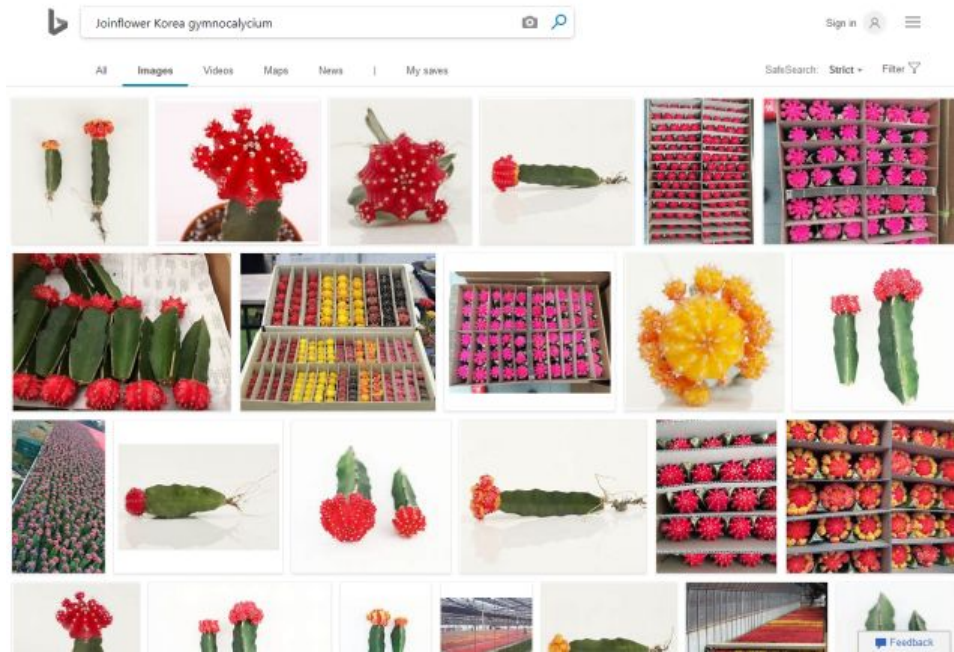 Joinflower Korea gymnocalycium
Sign in
All Images Videos Maps News | My saves
SafeSearch: Strict Filter
Feedback